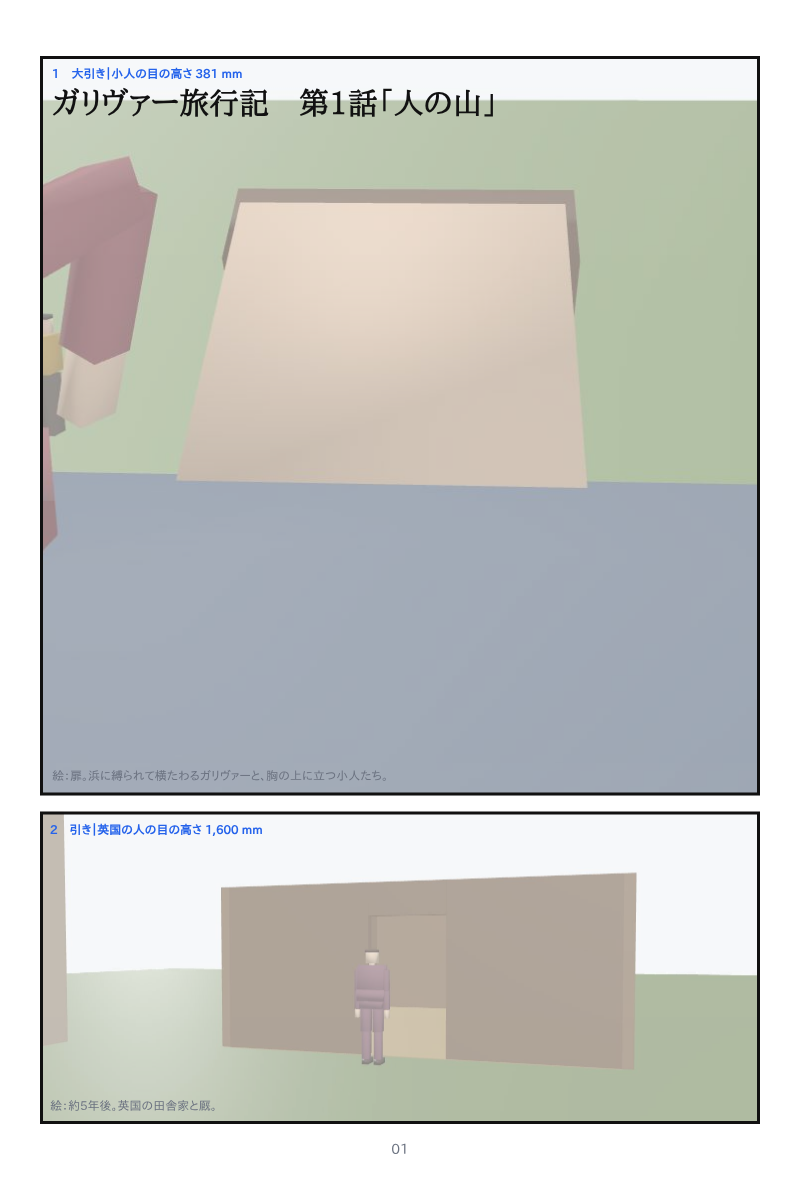 1 大引き|小人の目の高さ 381 mm
ガリヴァー旅行記 第1話「人の山」
絵:扉。浜に縛られて横たわるガリヴァーと、胸の上に立つ小人たち。
2 引き|英国の人の目の高さ 1,600 mm
絵:約5年後。英国の田舎家と厩。
01